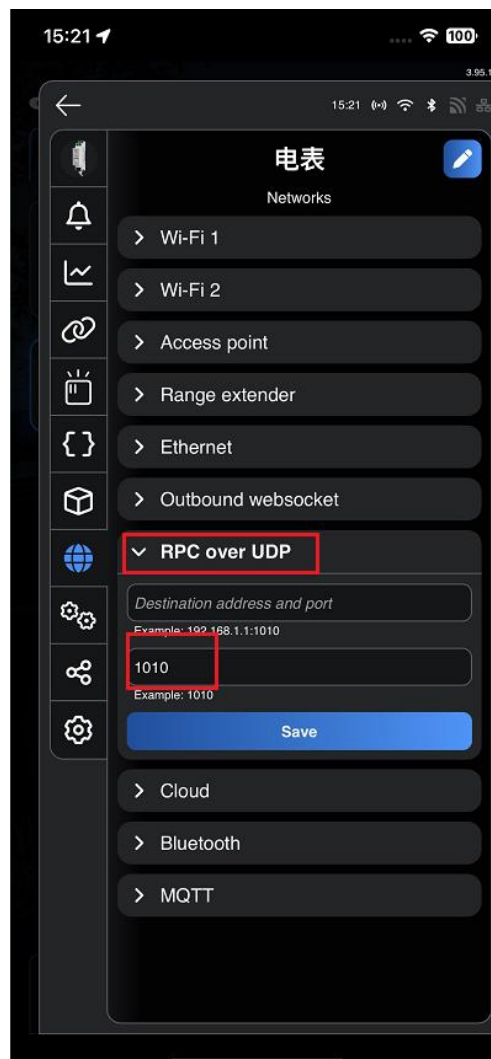 15:21
100
3.95.1
15:21
电表
Networks
Wi-Fi 1
Wi-Fi 2
Access point
Range extender
Ethernet
Outbound websocket
RPC over UDP
Destination address and port
Example: 192.168.1.1:1010
1010
Example: 1010
Save
Cloud
Bluetooth
MQTT